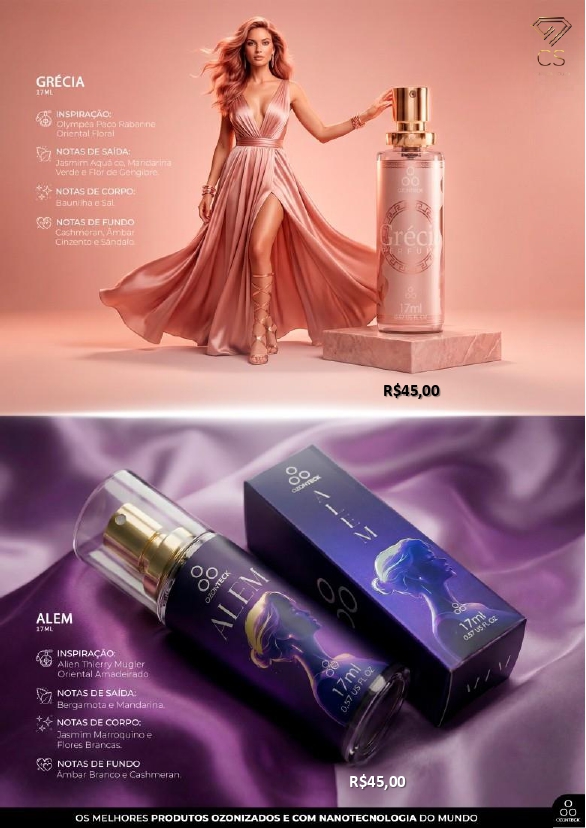 CS
GRÉCIA
17ML
INSPIRAÇÃO:
Olympéa Paco Rabanne
Oriental Floral
NOTAS DE SAÍDA:
Jasmim Aquático, Mandarina
Verde e Flor de Gengibre.
NOTAS DE CORPO:
Baunilha e Sal.
NOTAS DE FUNDO
Cashmeran, Âmbar
Cinzento e Sândalo.
Grécia
17ml
R$45,00
OZONTECK
ALEM
17ml
0.57 US FL OZ
OZONTECK
ALEM
17ml
0.57 US FL OZ
ALEM
17ML
INSPIRAÇÃO:
Alien Thierry Mugler
Oriental Amadeirado
NOTAS DE SAÍDA:
Bergamota e Mandarina.
NOTAS DE CORPO:
Jasmim Marroquino e
Flores Brancas.
NOTAS DE FUNDO
Âmbar Branco e Cashmeran.
R$45,00
OS MELHORES PRODUTOS OZONIZADOS E COM NANOTECNOLOGIA DO MUNDO
OZONTECK